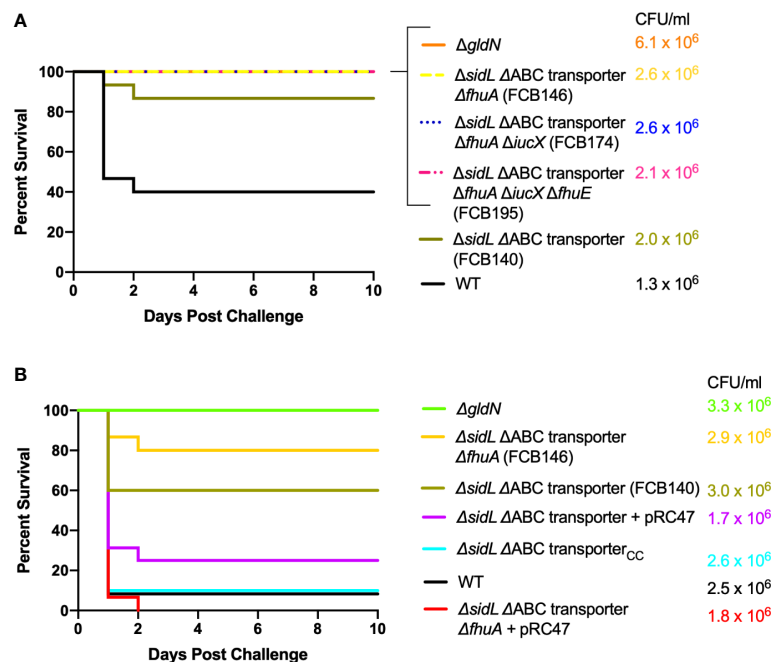 A
CFU/ml
ΔgldN 6.1 x 10⁶
ΔsidL ΔABC transporter 2.6 x 10⁶
ΔfhuA (FCB146)
ΔsidL ΔABC transporter 2.6 x 10⁶
ΔfhuA ΔiucX (FCB174)
ΔsidL ΔABC transporter 2.1 x 10⁶
ΔfhuA ΔiucX ΔfhuE
(FCB195)
ΔsidL ΔABC transporter 2.0 x 10⁶
(FCB140)
WT 1.3 x 10⁶
Percent Survival
100
80
60
40
20
0
0 2 4 6 8 10
Days Post Challenge
B
CFU/ml
ΔgldN 3.3 x 10⁶
ΔsidL ΔABC transporter 2.9 x 10⁶
ΔfhuA (FCB146)
ΔsidL ΔABC transporter (FCB140) 3.0 x 10⁶
ΔsidL ΔABC transporter + pRC47 1.7 x 10⁶
ΔsidL ΔABC transporterCC 2.6 x 10⁶
WT 2.5 x 10⁶
ΔsidL ΔABC transporter 1.8 x 10⁶
ΔfhuA + pRC47
Percent Survival
100
80
60
40
20
0
0 2 4 6 8 10
Days Post Challenge